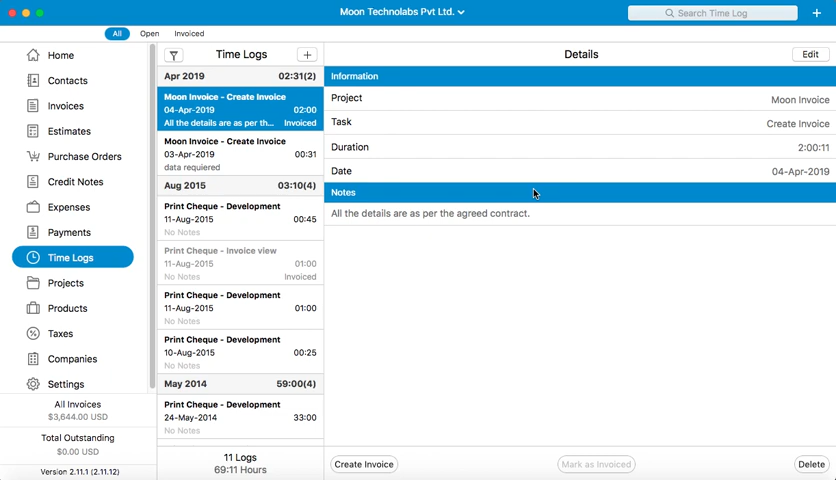 Moon Technolabs Pvt Ltd.
Search Time Log
All
Open
Invoiced
Home
Contacts
Invoices
Estimates
Purchase Orders
Credit Notes
Expenses
Payments
Time Logs
Projects
Products
Taxes
Companies
Settings
All Invoices
$3,644.00 USD
Total Outstanding
$0.00 USD
Version 2.11.1 (2.11.12)
Time Logs
Apr 2019 02:31(2)
Moon Invoice - Create Invoice
04-Apr-2019 02:00
All the details are as per th... Invoiced
Moon Invoice - Create Invoice
03-Apr-2019 00:31
data requiered
Aug 2015 03:10(4)
Print Cheque - Development
11-Aug-2015 00:45
No Notes
Print Cheque - Invoice view
11-Aug-2015 01:00
No Notes Invoiced
Print Cheque - Development
11-Aug-2015 01:00
No Notes
Print Cheque - Development
10-Aug-2015 00:25
No Notes
May 2014 59:00(4)
Print Cheque - Development
24-May-2014 33:00
No Notes
11 Logs
69:11 Hours
Details
Edit
Information
Project Moon Invoice
Task Create Invoice
Duration 2:00:11
Date 04-Apr-2019
Notes
All the details are as per the agreed contract.
Create Invoice
Mark as Invoiced
Delete